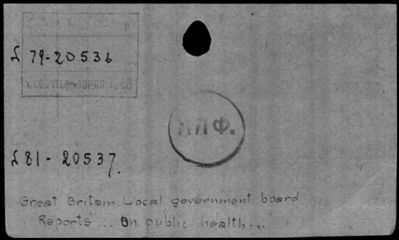 79-20536
ЛПФ.
81-20537.
Great Britain Local government board
Reports ... On public health...